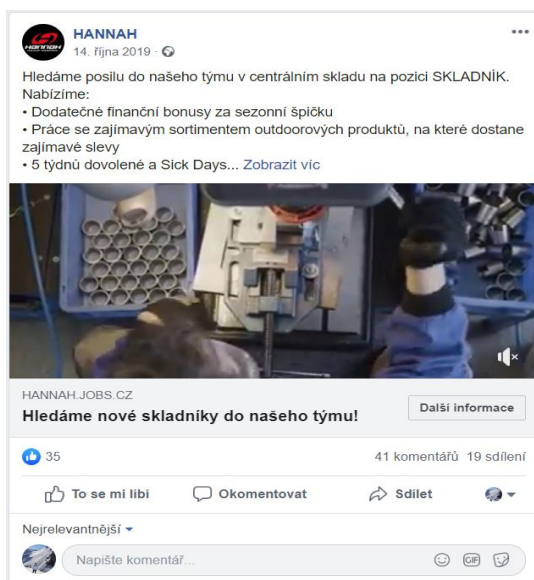 HANNAH
HANNAH
14. října 2019 ·
Hledáme posilu do našeho týmu v centrálním skladu na pozici SKLADNÍK.
Nabízíme:
• Dodatečné finanční bonusy za sezonní špičku
• Práce se zajímavým sortimentem outdoorových produktů, na které dostane
zajímavé slevy
• 5 týdnů dovolené a Sick Days... Zobrazit víc
HANNAH.JOBS.CZ
Hledáme nové skladníky do našeho týmu!
Další informace
35
41 komentářů 19 sdílení
To se mi líbí
Okomentovat
Sdílet
Nejrelevantnější
Napište komentář...
GIF